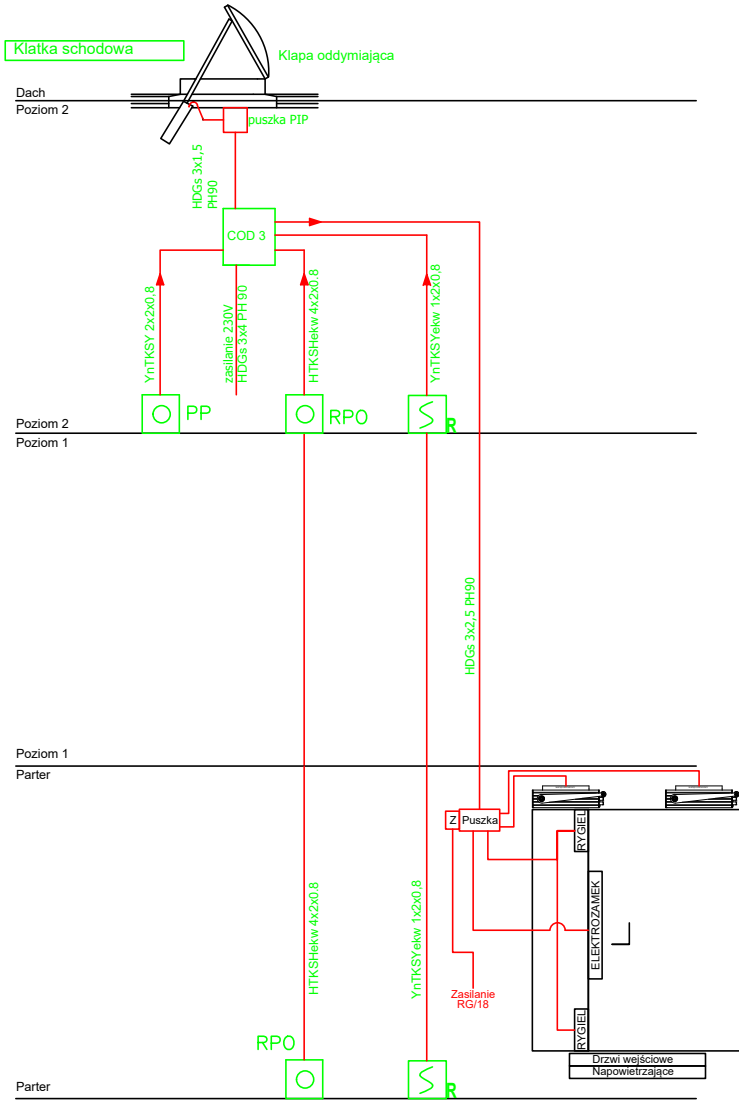 Klatka schodowa
Klapa oddymiająca
Dach
Poziom 2
puszka PIP
HDGs 3x1,5
PH90
COD 3
YnTKSY 2x2x0,8
zasilanie 230V
HDGs 3x4 PH 90
HTKSHekw 4x2x0.8
YnTKSYekw 1x2x0,8
PP
RPO
R
Poziom 2
Poziom 1
HDGs 3x2,5 PH90
Poziom 1
Parter
Z
Puszka
RYGIEL
ELEKTROZAMEK
RYGIEL
HTKSHekw 4x2x0.8
YnTKSYekw 1x2x0,8
Zasilanie
RG/18
RPO
R
Drzwi wejściowe
Napowietrzające
Parter